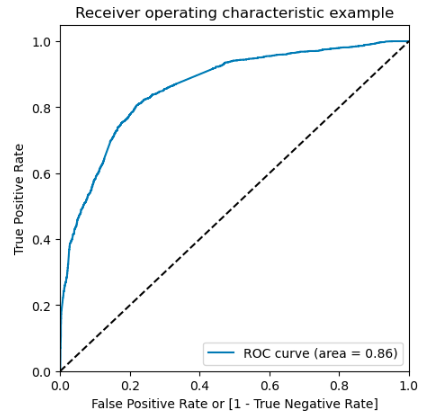 Receiver operating characteristic example
1.0
0.8
0.6
0.4
0.2
0.0
True Positive Rate
ROC curve (area = 0.86)
0.0 0.2 0.4 0.6 0.8 1.0
False Positive Rate or [1 - True Negative Rate]